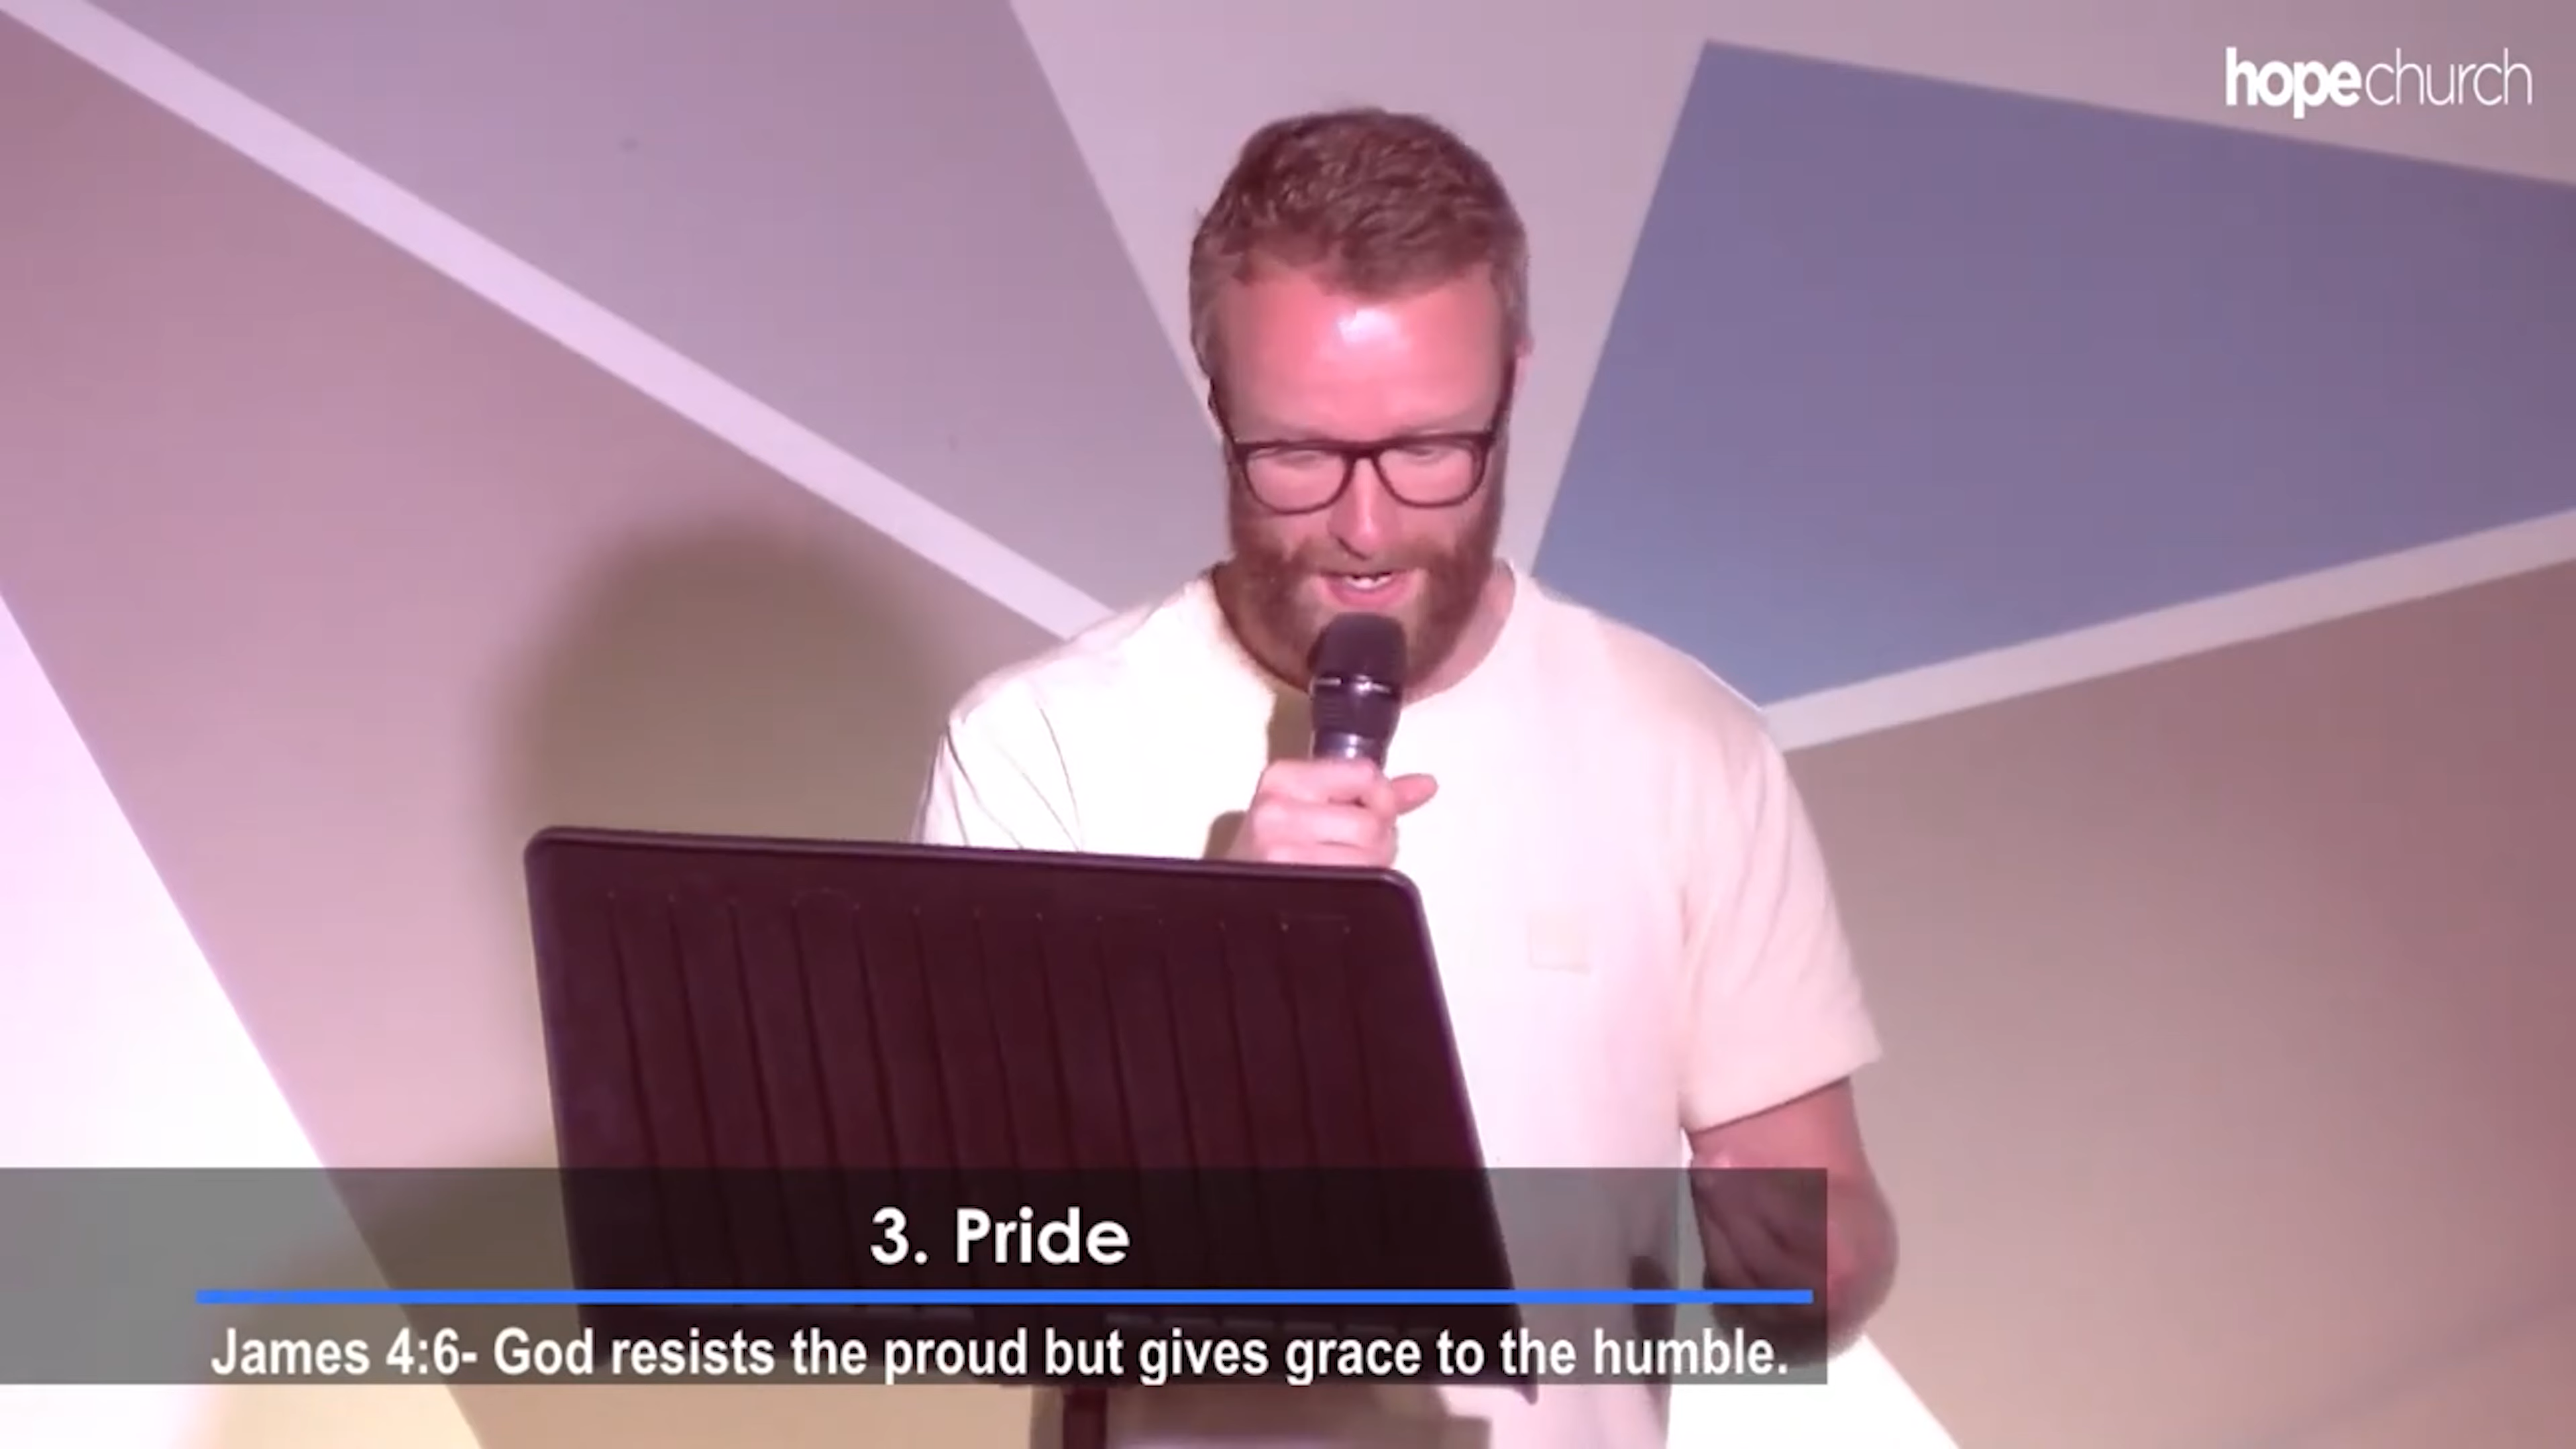 hopechurch
3. Pride
James 4:6- God resists the proud but gives grace to the humble.